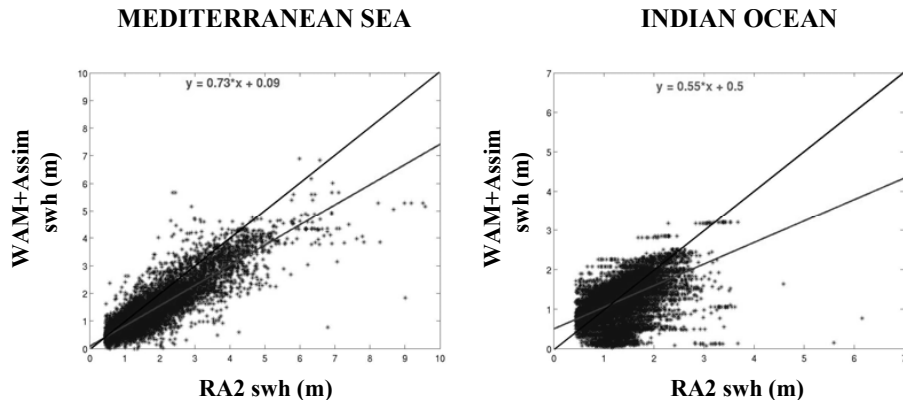 MEDITERRANEAN SEA
INDIAN OCEAN
y = 0.73*x + 0.09
y = 0.55*x + 0.5
WAM+Assim
swh (m)
10
9
8
7
6
5
4
3
2
1
0
0 1 2 3 4 5 6 7 8 9 10
RA2 swh (m)
WAM+Assim
swh (m)
7
6
5
4
3
2
1
0
0 1 2 3 4 5 6 7
RA2 swh (m)